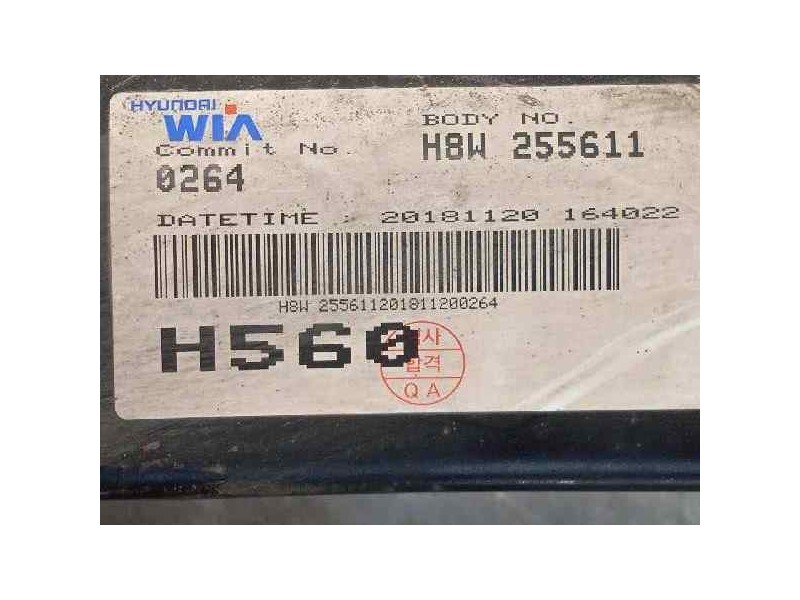 HYUNDAI
WIA
BODY NO.
Commit No.
H8W 255611
0264
DATETIME : 20181120 164022
H8W 255611201811200264
H560
검사
합격
QA